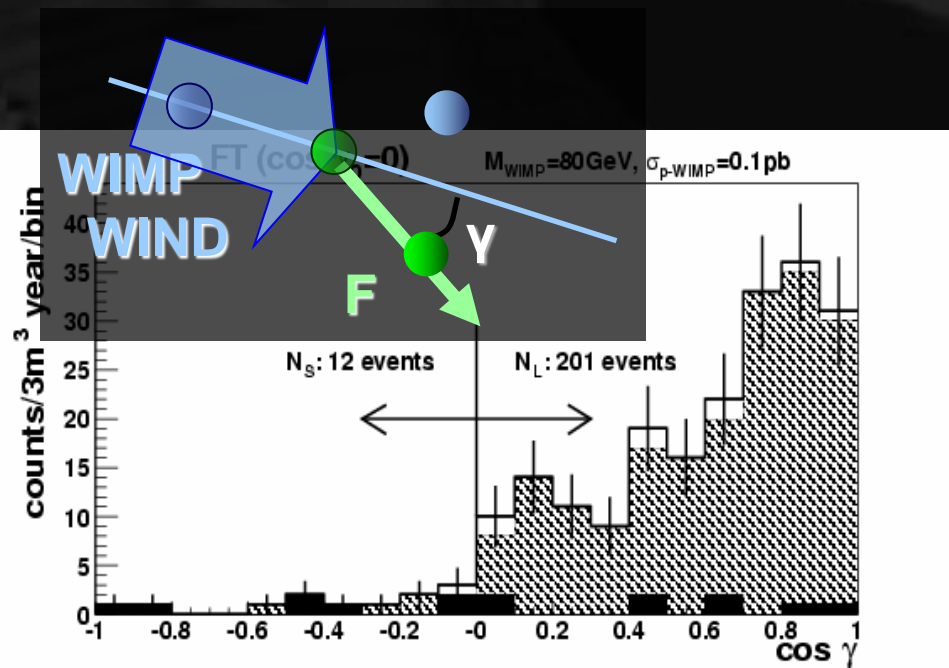 WIMP
WIND
γ
F
FT (cos
=0)
M_WIMP=80GeV, σ_p-WIMP=0.1pb
counts/3m³ year/bin
40
35
30
25
20
15
10
5
0
N_S: 12 events
N_L: 201 events
-1 -0.8 -0.6 -0.4 -0.2 -0 0.2 0.4 0.6 0.8 1
cos γ